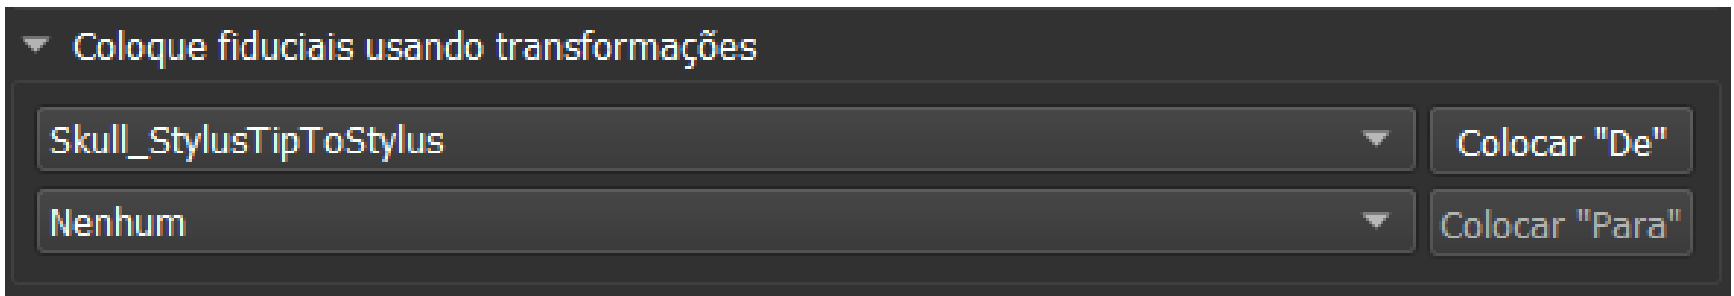 Coloque fiduciais usando transformações
Skull_StylusTipToStylus
Colocar "De"
Nenhum
Colocar "Para"